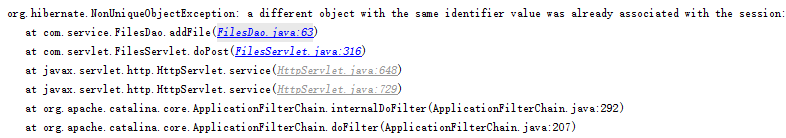 org.hibernate.NonUniqueObjectException: a different object with the same identifier value was already associated with the session:
at com.service.FilesDao.addFile(FilesDao.java:63)
at com.servlet.FilesServlet.doPost(FilesServlet.java:316)
at javax.servlet.http.HttpServlet.service(HttpServlet.java:648)
at javax.servlet.http.HttpServlet.service(HttpServlet.java:729)
at org.apache.catalina.core.ApplicationFilterChain.internalDoFilter(ApplicationFilterChain.java:292)
at org.apache.catalina.core.ApplicationFilterChain.doFilter(ApplicationFilterChain.java:207)